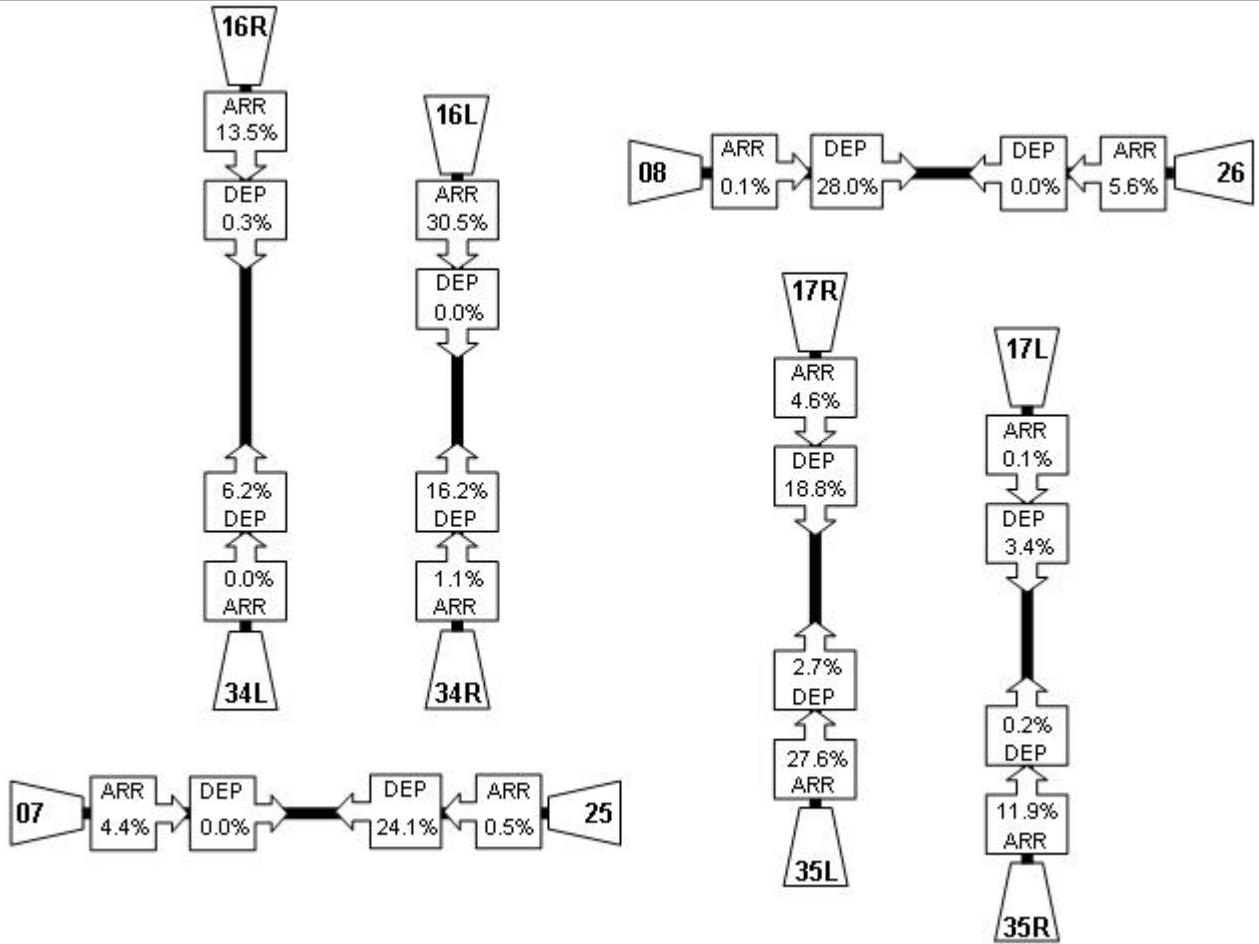 16R
ARR
13.5%
DEP
0.3%
6.2%
DEP
0.0%
ARR
34L
16L
ARR
30.5%
DEP
0.0%
16.2%
DEP
1.1%
ARR
34R
08
ARR
0.1%
DEP
28.0%
DEP
0.0%
ARR
5.6%
26
17R
ARR
4.6%
DEP
18.8%
2.7%
DEP
27.6%
ARR
35L
17L
ARR
0.1%
DEP
3.4%
0.2%
DEP
11.9%
ARR
35R
07
ARR
4.4%
DEP
0.0%
DEP
24.1%
ARR
0.5%
25